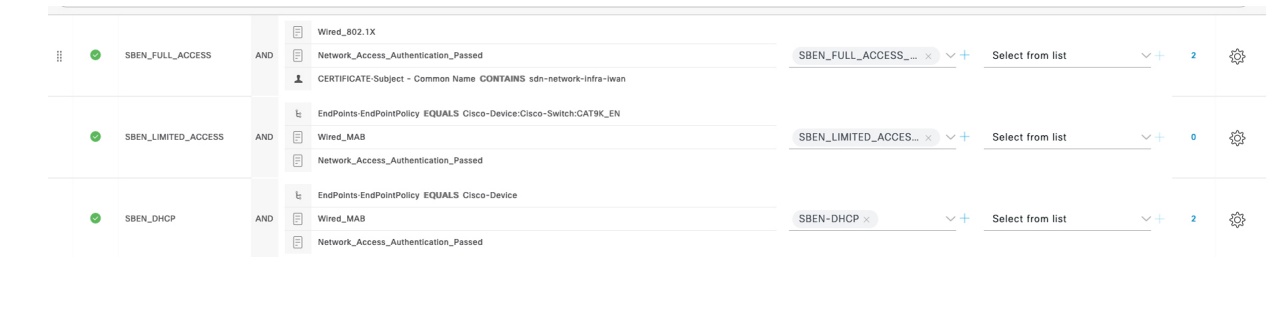 Wired_802.1X
SBEN_FULL_ACCESS AND Network_Access_Authentication_Passed SBEN_FULL_ACCESS_... × + Select from list + 2
CERTIFICATE-Subject - Common Name CONTAINS sdn-network-infra-iwan
EndPoints-EndPointPolicy EQUALS Cisco-Device:Cisco-Switch:CAT9K_EN
SBEN_LIMITED_ACCESS AND Wired_MAB SBEN_LIMITED_ACCES... × + Select from list + 0
Network_Access_Authentication_Passed
EndPoints-EndPointPolicy EQUALS Cisco-Device
SBEN_DHCP AND Wired_MAB SBEN-DHCP × + Select from list + 2
Network_Access_Authentication_Passed